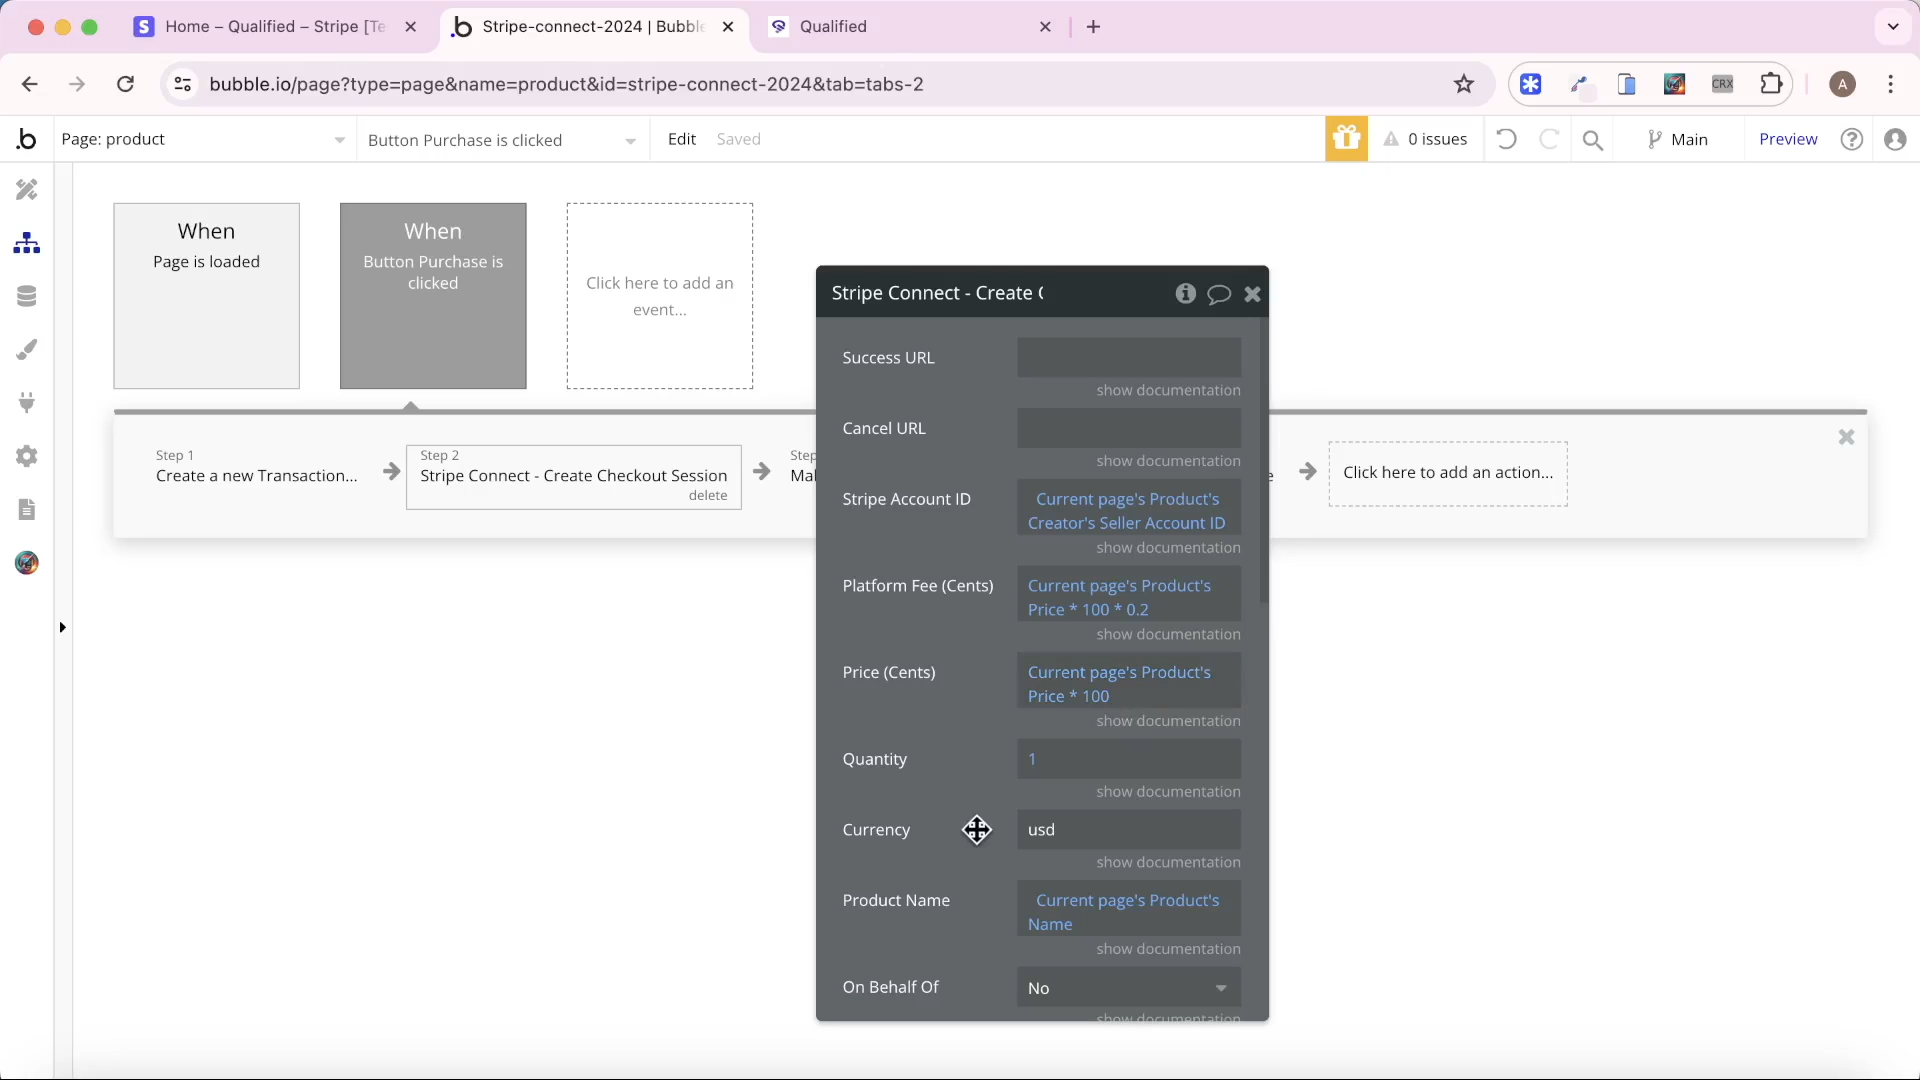 Home – Qualified – Stripe [Te
Stripe-connect-2024 | Bubble
Qualified
bubble.io/page?type=page&name=product&id=stripe-connect-2024&tab=tabs-2
CRX
A
Page: product
Button Purchase is clicked
Edit
Saved
0 issues
Main
Preview
When
Page is loaded
When
Button Purchase is
clicked
Click here to add an
event...
Step 1
Create a new Transaction...
Step 2
Stripe Connect - Create Checkout Session
delete
Step
Mal
e
Click here to add an action...
Stripe Connect - Create C
Success URL
show documentation
Cancel URL
show documentation
Stripe Account ID
Current page's Product's
Creator's Seller Account ID
show documentation
Platform Fee (Cents)
Current page's Product's
Price * 100 * 0.2
show documentation
Price (Cents)
Current page's Product's
Price * 100
show documentation
Quantity
1
show documentation
Currency
usd
show documentation
Product Name
Current page's Product's
Name
show documentation
On Behalf Of
No
show documentation